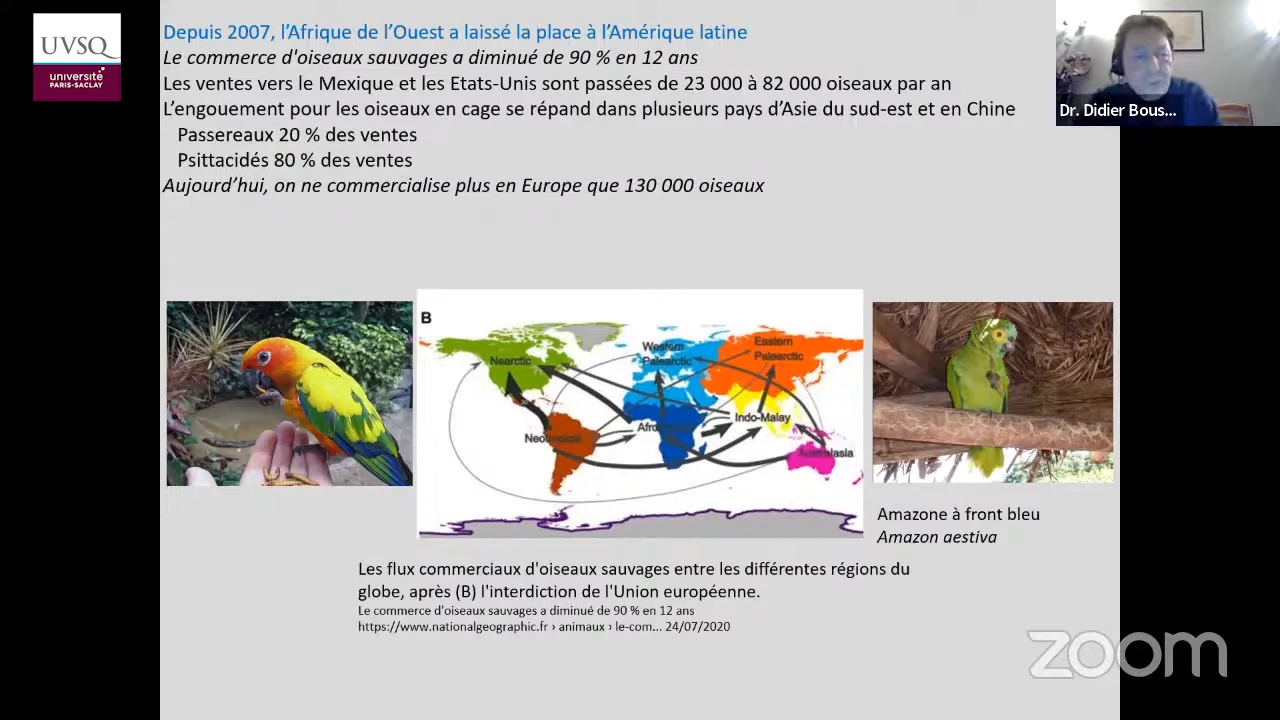 UVSQ
université
PARIS-SACLAY
Depuis 2007, l’Afrique de l’Ouest a laissé la place à l’Amérique latine
Le commerce d'oiseaux sauvages a diminué de 90 % en 12 ans
Les ventes vers le Mexique et les Etats-Unis sont passées de 23 000 à 82 000 oiseaux par an
L’engouement pour les oiseaux en cage se répand dans plusieurs pays d’Asie du sud-est et en Chine
Passereaux 20 % des ventes
Psittacidés 80 % des ventes
Aujourd’hui, on ne commercialise plus en Europe que 130 000 oiseaux
Dr. Didier Bous...
B
Nearctic
Western
Palearctic
Eastern
Palearctic
Neotropical
Indo-Malay
Australasia
Amazone à front bleu
Amazon aestiva
Les flux commerciaux d'oiseaux sauvages entre les différentes régions du
globe, après (B) l'interdiction de l'Union européenne.
Le commerce d'oiseaux sauvages a diminué de 90 % en 12 ans
https://www.nationalgeographic.fr › animaux › le-com... 24/07/2020
zoom